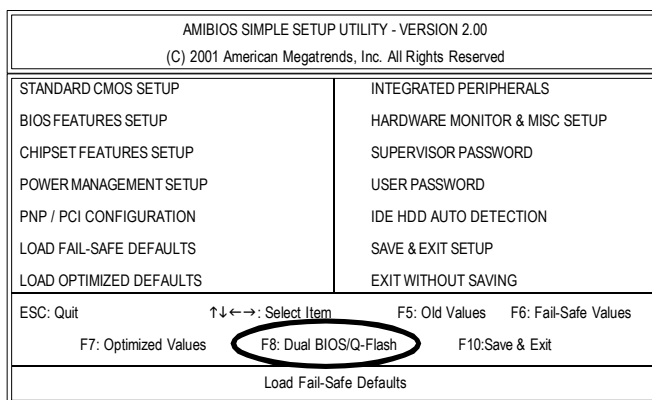 AMIBIOS SIMPLE SETUP UTILITY - VERSION 2.00
(C) 2001 American Megatrends, Inc. All Rights Reserved
STANDARD CMOS SETUP
BIOS FEATURES SETUP
CHIPSET FEATURES SETUP
POWER MANAGEMENT SETUP
PNP / PCI CONFIGURATION
LOAD FAIL-SAFE DEFAULTS
LOAD OPTIMIZED DEFAULTS
INTEGRATED PERIPHERALS
HARDWARE MONITOR & MISC SETUP
SUPERVISOR PASSWORD
USER PASSWORD
IDE HDD AUTO DETECTION
SAVE & EXIT SETUP
EXIT WITHOUT SAVING
ESC: Quit ↑↓←→: Select Item F5: Old Values F6: Fail-Safe Values
F7: Optimized Values F8: Dual BIOS/Q-Flash F10:Save & Exit
Load Fail-Safe Defaults